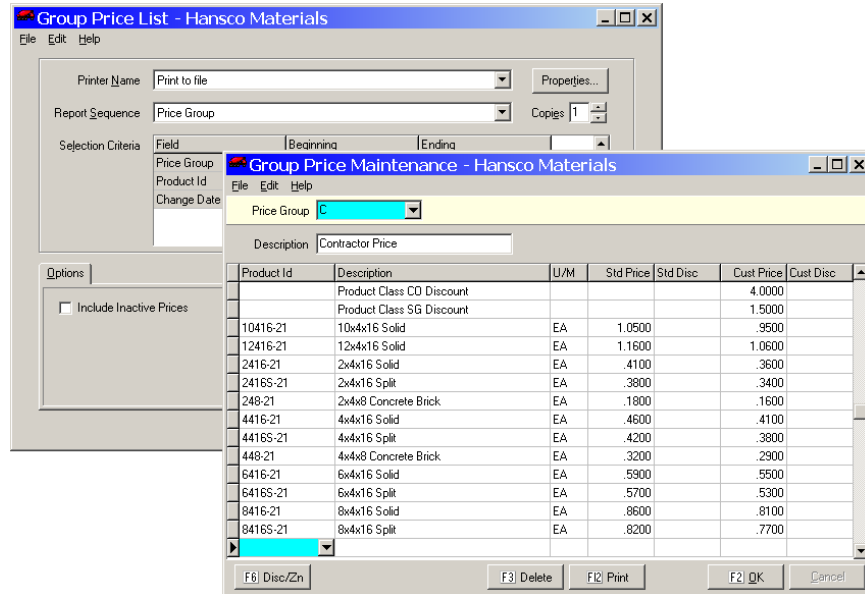 Group Price List - Hansco Materials
File Edit Help
Printer Name Print to file Properties...
Report Sequence Price Group Copies 1
Selection Criteria Field Beginning Ending
Price Group
Product Id
Change Date
Options
Include Inactive Prices
Group Price Maintenance - Hansco Materials
File Edit Help
Price Group C
Description Contractor Price
Product Id Description U/M Std Price Std Disc Cust Price Cust Disc
Product Class CO Discount 4.0000
Product Class SG Discount 1.5000
10416-21 10x4x16 Solid EA 1.0500 .9500
12416-21 12x4x16 Solid EA 1.1600 1.0600
2416-21 2x4x16 Solid EA .4100 .3600
2416S-21 2x4x16 Split EA .3800 .3400
248-21 2x4x8 Concrete Brick EA .1800 .1600
4416-21 4x4x16 Solid EA .4600 .4100
4416S-21 4x4x16 Split EA .4200 .3800
448-21 4x4x8 Concrete Brick EA .3200 .2900
6416-21 6x4x16 Solid EA .5900 .5500
6416S-21 6x4x16 Split EA .5700 .5300
8416-21 8x4x16 Solid EA .8600 .8100
8416S-21 8x4x16 Split EA .8200 .7700
F6 Disc/Zn F3 Delete F12 Print F2 OK Cancel